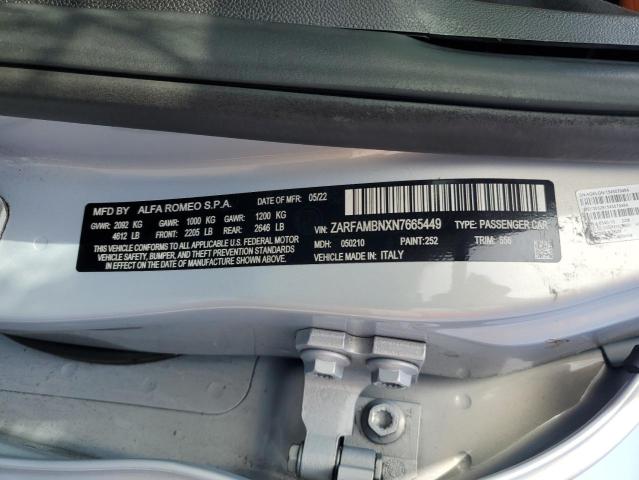 MFD BY ALFA ROMEO S.P.A. DATE OF MFR: 05/22
GVWR: 2092 KG GAWR: 1000 KG GAWR: 1200 KG
4612 LB FRONT: 2205 LB REAR: 2646 LB
THIS VEHICLE CONFORMS TO ALL APPLICABLE U.S. FEDERAL MOTOR
VEHICLE SAFETY, BUMPER, AND THEFT PREVENTION STANDARDS
IN EFFECT ON THE DATE OF MANUFACTURE SHOWN ABOVE.
VIN: ZARFAMBNXN7665449 TYPE: PASSENGER CAR
MDH: 050210 PAINT: 252 TRIM: 556
VEHICLE MADE IN: ITALY